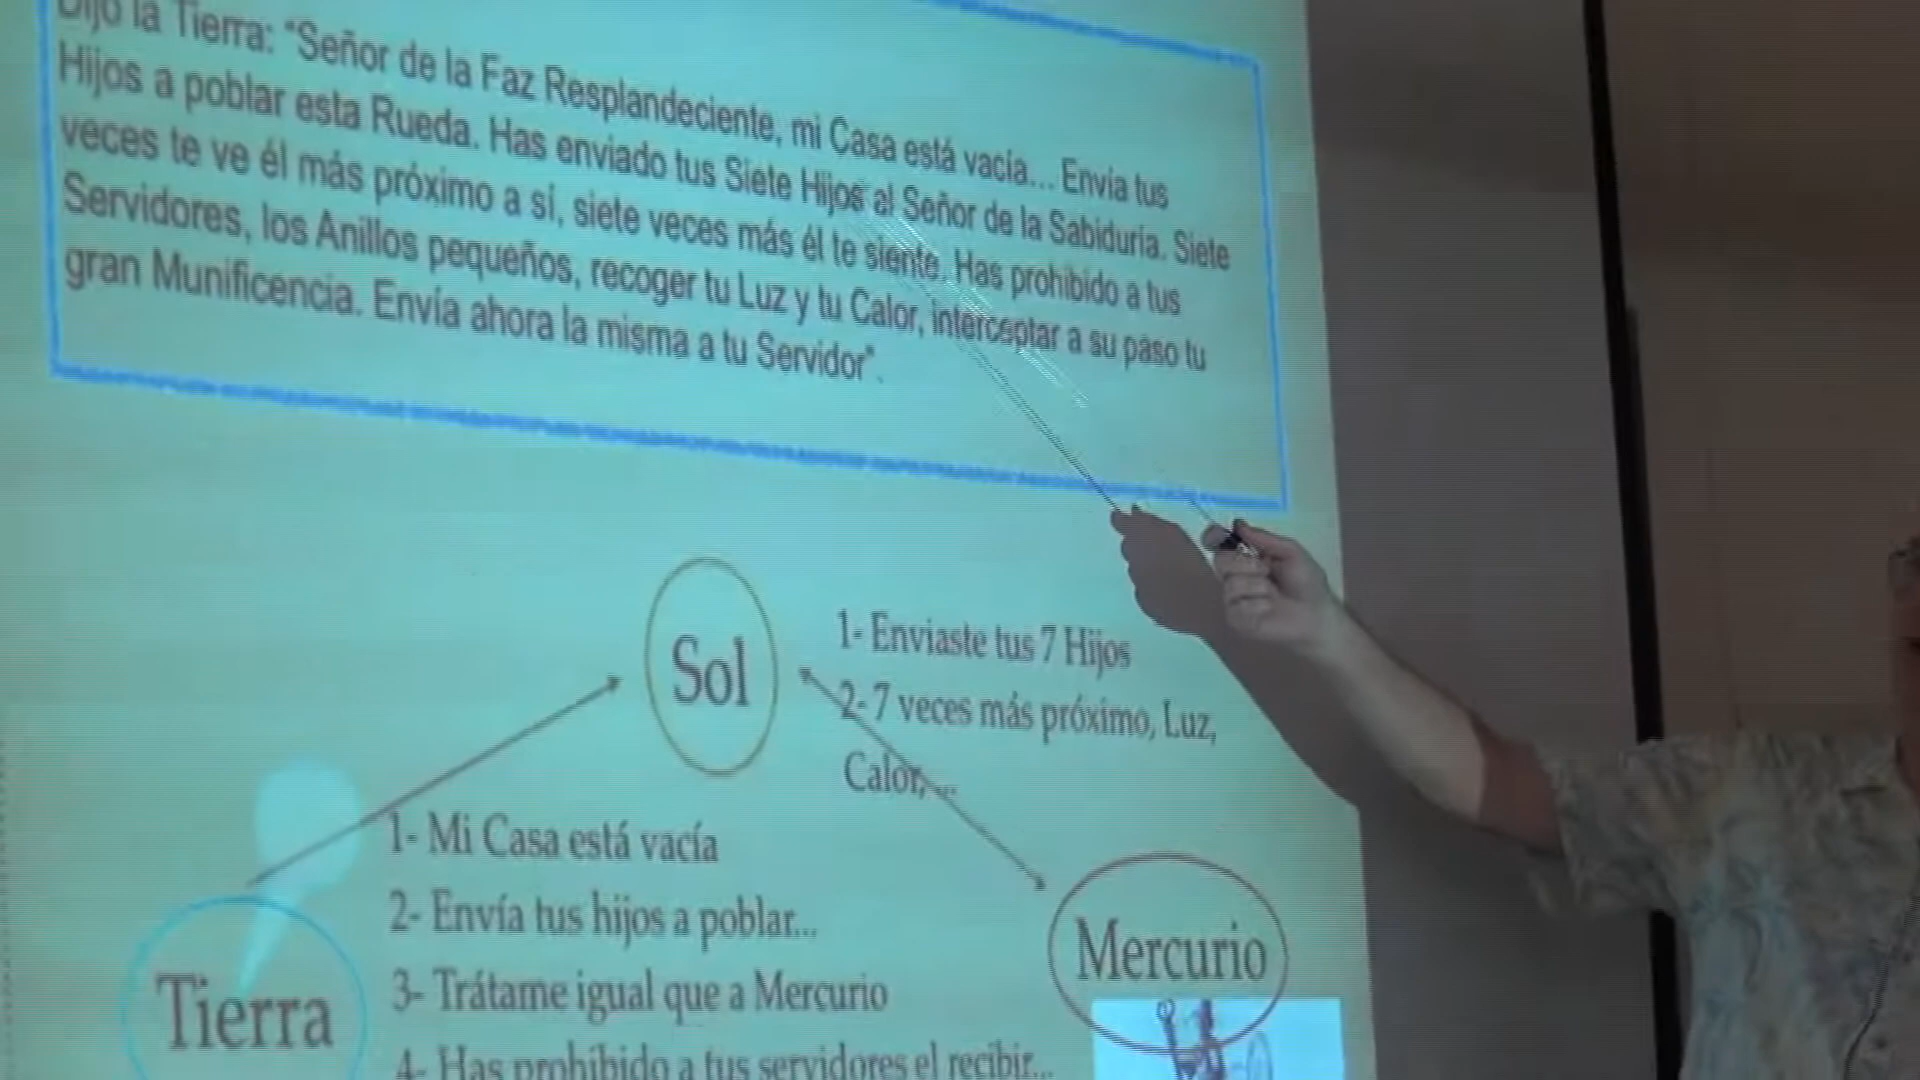 Dijo la Tierra: "Señor de la Faz Resplandeciente, mi Casa está vacía... Envía tus
Hijos a poblar esta Rueda. Has enviado tus Siete Hijos al Señor de la Sabiduría. Siete
veces te ve él más próximo a sí, siete veces más él te siente. Has prohibido a tus
Servidores, los Anillos pequeños, recoger tu Luz y tu Calor, interceptar a su paso tu
gran Munificencia. Envía ahora la misma a tu Servidor".
Sol
1- Enviaste tus 7 Hijos
2- 7 veces más próximo, Luz,
Calor, ...
1- Mi Casa está vacía
2- Envía tus hijos a poblar...
3- Trátame igual que a Mercurio
4- Has prohibido a tus servidores el recibir...
Tierra
Mercurio